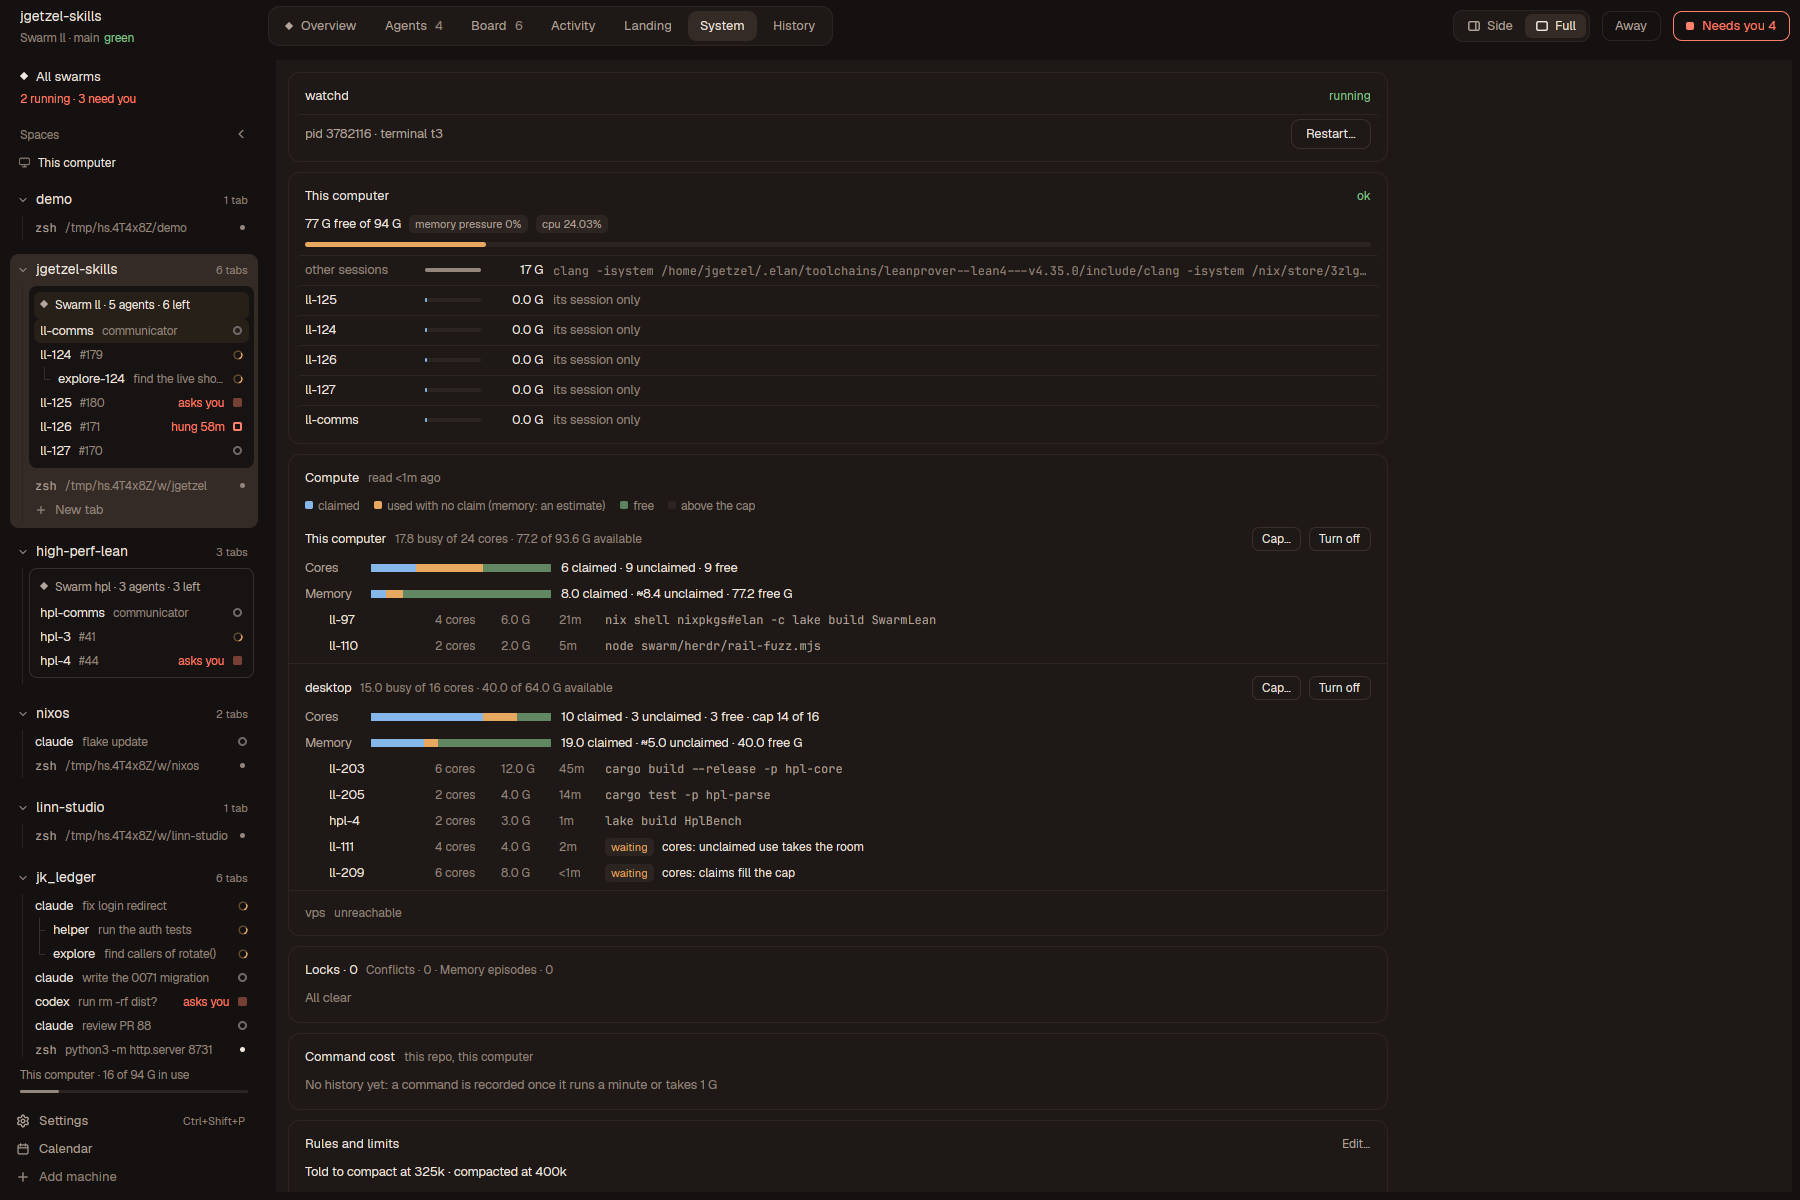 jgetzel-skills
Swarm ll · main green
Overview
Agents 4
Board 6
Activity
Landing
System
History
Side
Full
Away
Needs you 4
All swarms
2 running · 3 need you
Spaces
This computer
demo 1 tab
zsh /tmp/hs.4T4x8Z/demo
jgetzel-skills 6 tabs
Swarm ll · 5 agents · 6 left
ll-comms communicator
ll-124 #179
explore-124 find the live sho...
ll-125 #180 asks you
ll-126 #171 hung 58m
ll-127 #170
zsh /tmp/hs.4T4x8Z/w/jgetzel
+ New tab
high-perf-lean 3 tabs
Swarm hpl · 3 agents · 3 left
hpl-comms communicator
hpl-3 #41
hpl-4 #44 asks you
nixos 2 tabs
claude flake update
zsh /tmp/hs.4T4x8Z/w/nixos
linn-studio 1 tab
zsh /tmp/hs.4T4x8Z/w/linn-studio
jk_ledger 6 tabs
claude fix login redirect
helper run the auth tests
explore find callers of rotate()
claude write the 0071 migration
codex run rm -rf dist? asks you
claude review PR 88
zsh python3 -m http.server 8731
This computer · 16 of 94 G in use
Settings Ctrl+Shift+P
Calendar
+ Add machine
watchd running
pid 3782116 · terminal t3 Restart...
This computer ok
77 G free of 94 G memory pressure 0% cpu 24.03%
other sessions 17 G clang -isystem /home/jgetzel/.elan/toolchains/leanprover--lean4---v4.35.0/include/clang -isystem /nix/store/3zlg...
ll-125 0.0 G its session only
ll-124 0.0 G its session only
ll-126 0.0 G its session only
ll-127 0.0 G its session only
ll-comms 0.0 G its session only
Compute read <1m ago
claimed used with no claim (memory: an estimate) free above the cap
This computer 17.8 busy of 24 cores · 77.2 of 93.6 G available Cap... Turn off
Cores 6 claimed · 9 unclaimed · 9 free
Memory 8.0 claimed · ≈8.4 unclaimed · 77.2 free G
ll-97 4 cores 6.0 G 21m nix shell nixpkgs#elan -c lake build SwarmLean
ll-110 2 cores 2.0 G 5m node swarm/herdr/rail-fuzz.mjs
desktop 15.0 busy of 16 cores · 40.0 of 64.0 G available Cap... Turn off
Cores 10 claimed · 3 unclaimed · 3 free · cap 14 of 16
Memory 19.0 claimed · ≈5.0 unclaimed · 40.0 free G
ll-203 6 cores 12.0 G 45m cargo build --release -p hpl-core
ll-205 2 cores 4.0 G 14m cargo test -p hpl-parse
hpl-4 2 cores 3.0 G 1m lake build HplBench
ll-111 4 cores 4.0 G 2m waiting cores: unclaimed use takes the room
ll-209 6 cores 8.0 G <1m waiting cores: claims fill the cap
vps unreachable
Locks · 0 Conflicts · 0 · Memory episodes · 0
All clear
Command cost this repo, this computer
No history yet: a command is recorded once it runs a minute or takes 1 G
Rules and limits Edit...
Told to compact at 325k · compacted at 400k